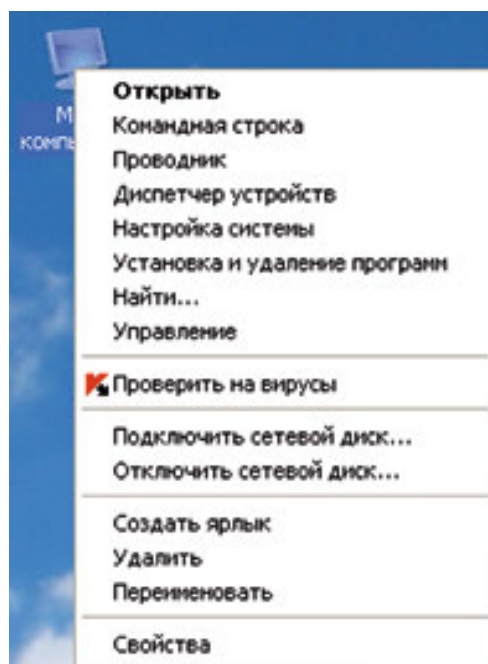 Открыть
Командная строка
Проводник
Диспетчер устройств
Настройка системы
Установка и удаление программ
Найти...
Управление
Проверить на вирусы
Подключить сетевой диск...
Отключить сетевой диск...
Создать ярлык
Удалить
Переименовать
Свойства